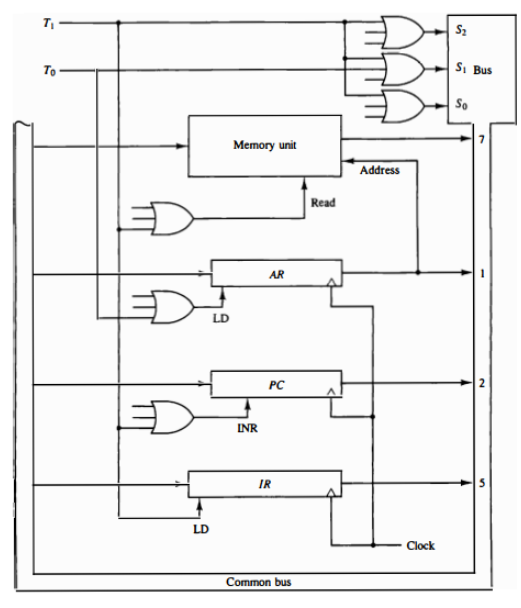 T₁
S₂
T₀
S₁ Bus
S₀
7
Memory unit
Address
Read
AR
1
LD
PC
2
INR
IR
5
LD
Clock
Common bus